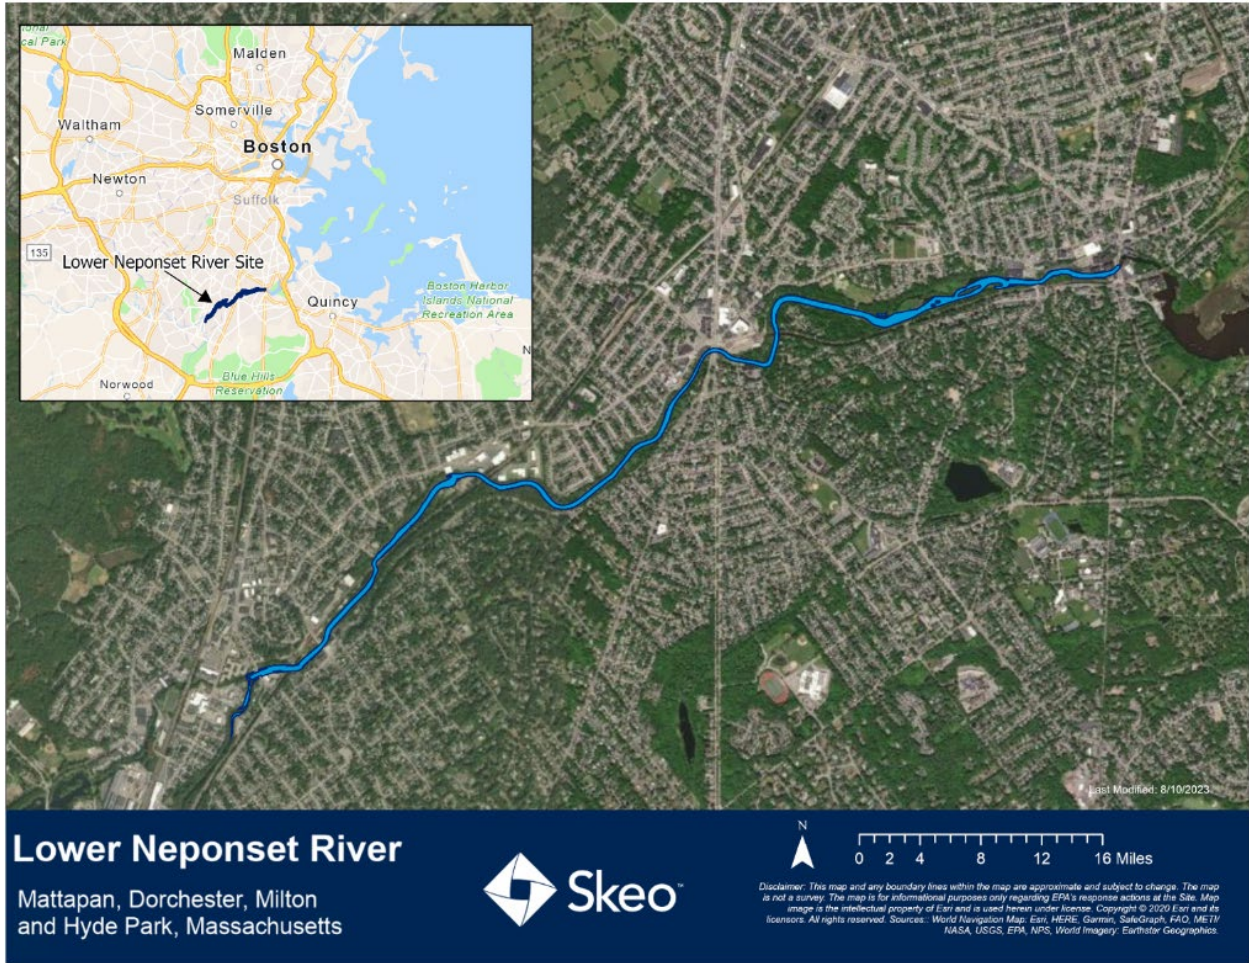 Malden
Somerville
Waltham
Boston
Newton
Suffolk
135
Lower Neponset River Site
Quincy
Boston Harbor
Islands National
Recreation Area
Blue Hills
Reservation
Norwood
N
Last Modified: 8/10/2023
Lower Neponset River
Mattapan, Dorchester, Milton
and Hyde Park, Massachusetts
Skeo™
N
0 2 4 8 12 16 Miles
Disclaimer: This map and any boundary lines within the map are approximate and subject to change. The map
is not a survey. The map is for informational purposes only regarding EPA's response actions at the Site. Map
image is the intellectual property of Esri and is used herein under license. Copyright © 2020 Esri and its
licensors. All rights reserved. Sources:: World Navigation Map: Esri, HERE, Garmin, SafeGraph, FAO, METI/
NASA, USGS, EPA, NPS, World Imagery: Earthstar Geographics.